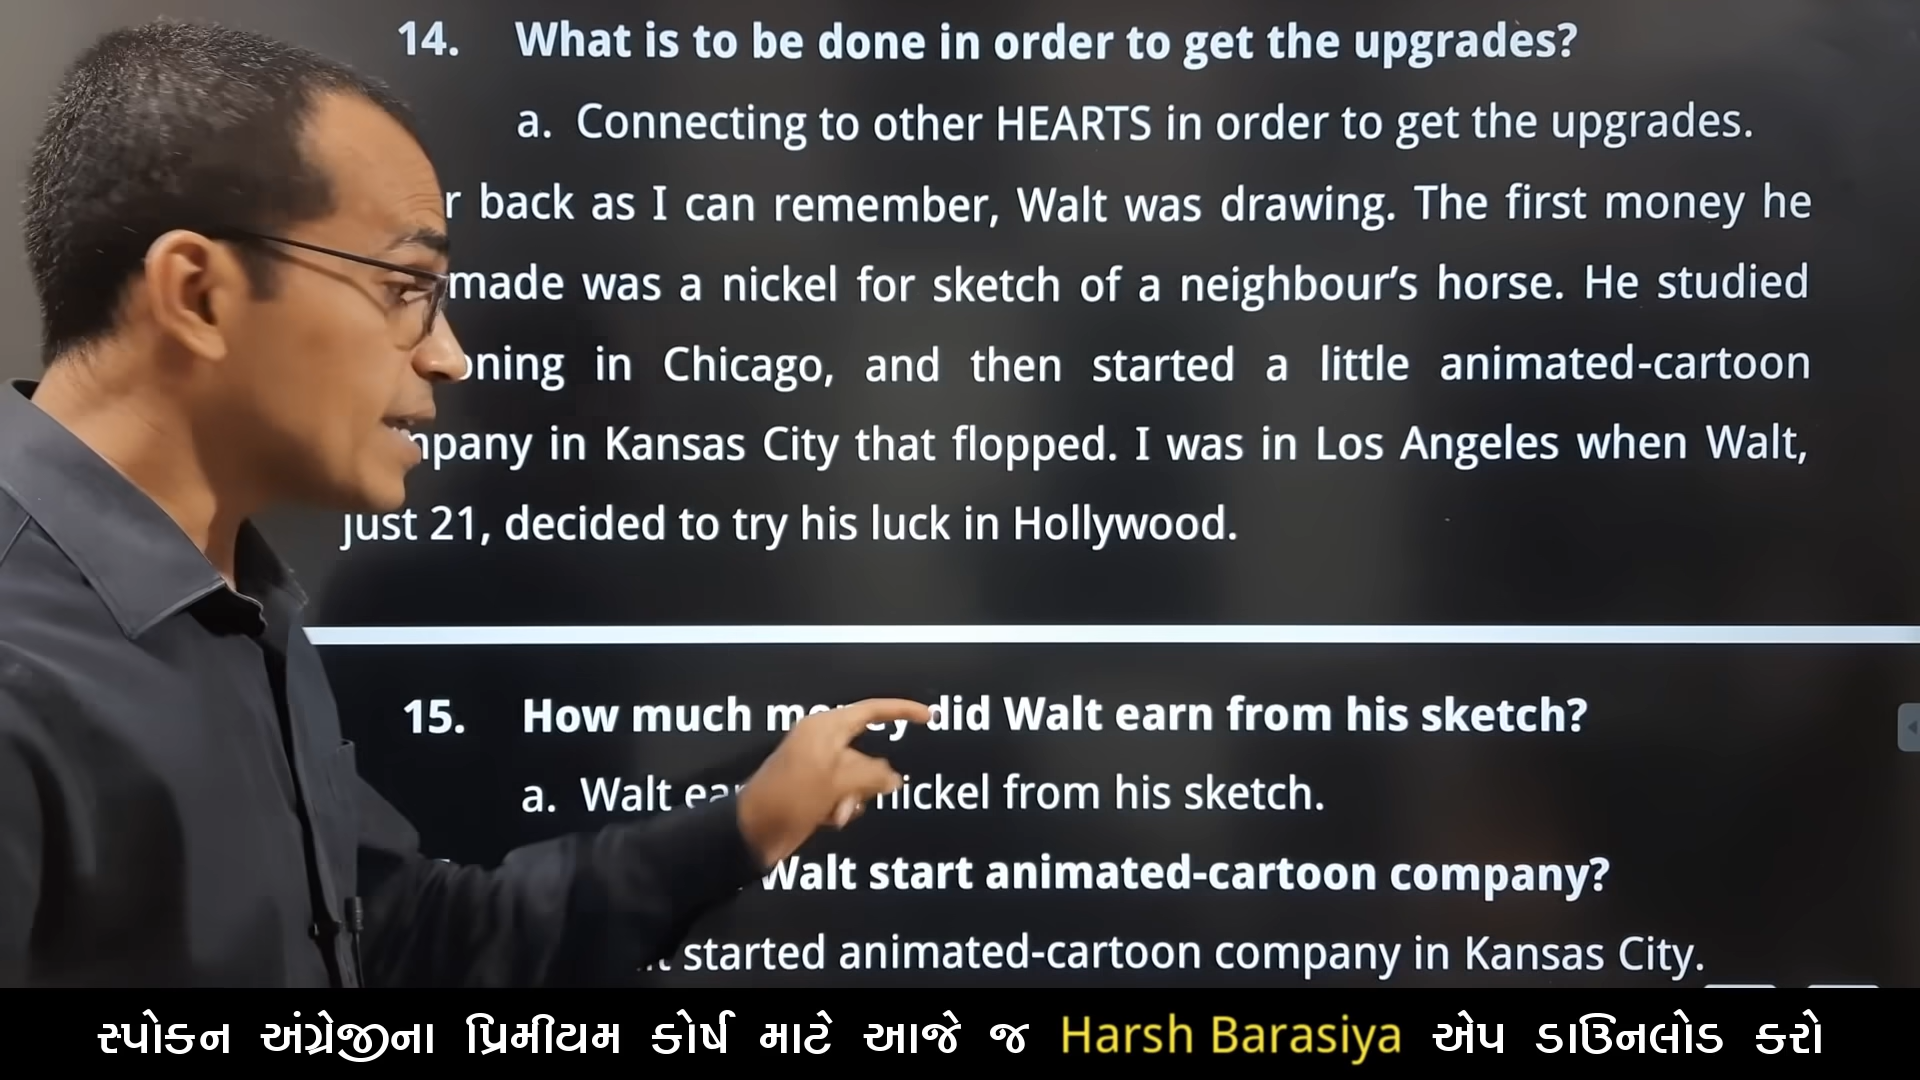 14. What is to be done in order to get the upgrades?
a. Connecting to other HEARTS in order to get the upgrades.
back as I can remember, Walt was drawing. The first money he
made was a nickel for sketch of a neighbour's horse. He studied
in Chicago, and then started a little animated-cartoon
in Kansas City that flopped. I was in Los Angeles when Walt,
just 21, decided to try his luck in Hollywood.
15. How much money did Walt earn from his sketch?
a. Walt nickel from his sketch.
Walt start animated-cartoon company?
started animated-cartoon company in Kansas City.
સ્પોકન અંગ્રેજીના પ્રિમીયમ કોર્ષ માટે આજે જ Harsh Barasiya એપ ડાઉનલોડ કરો